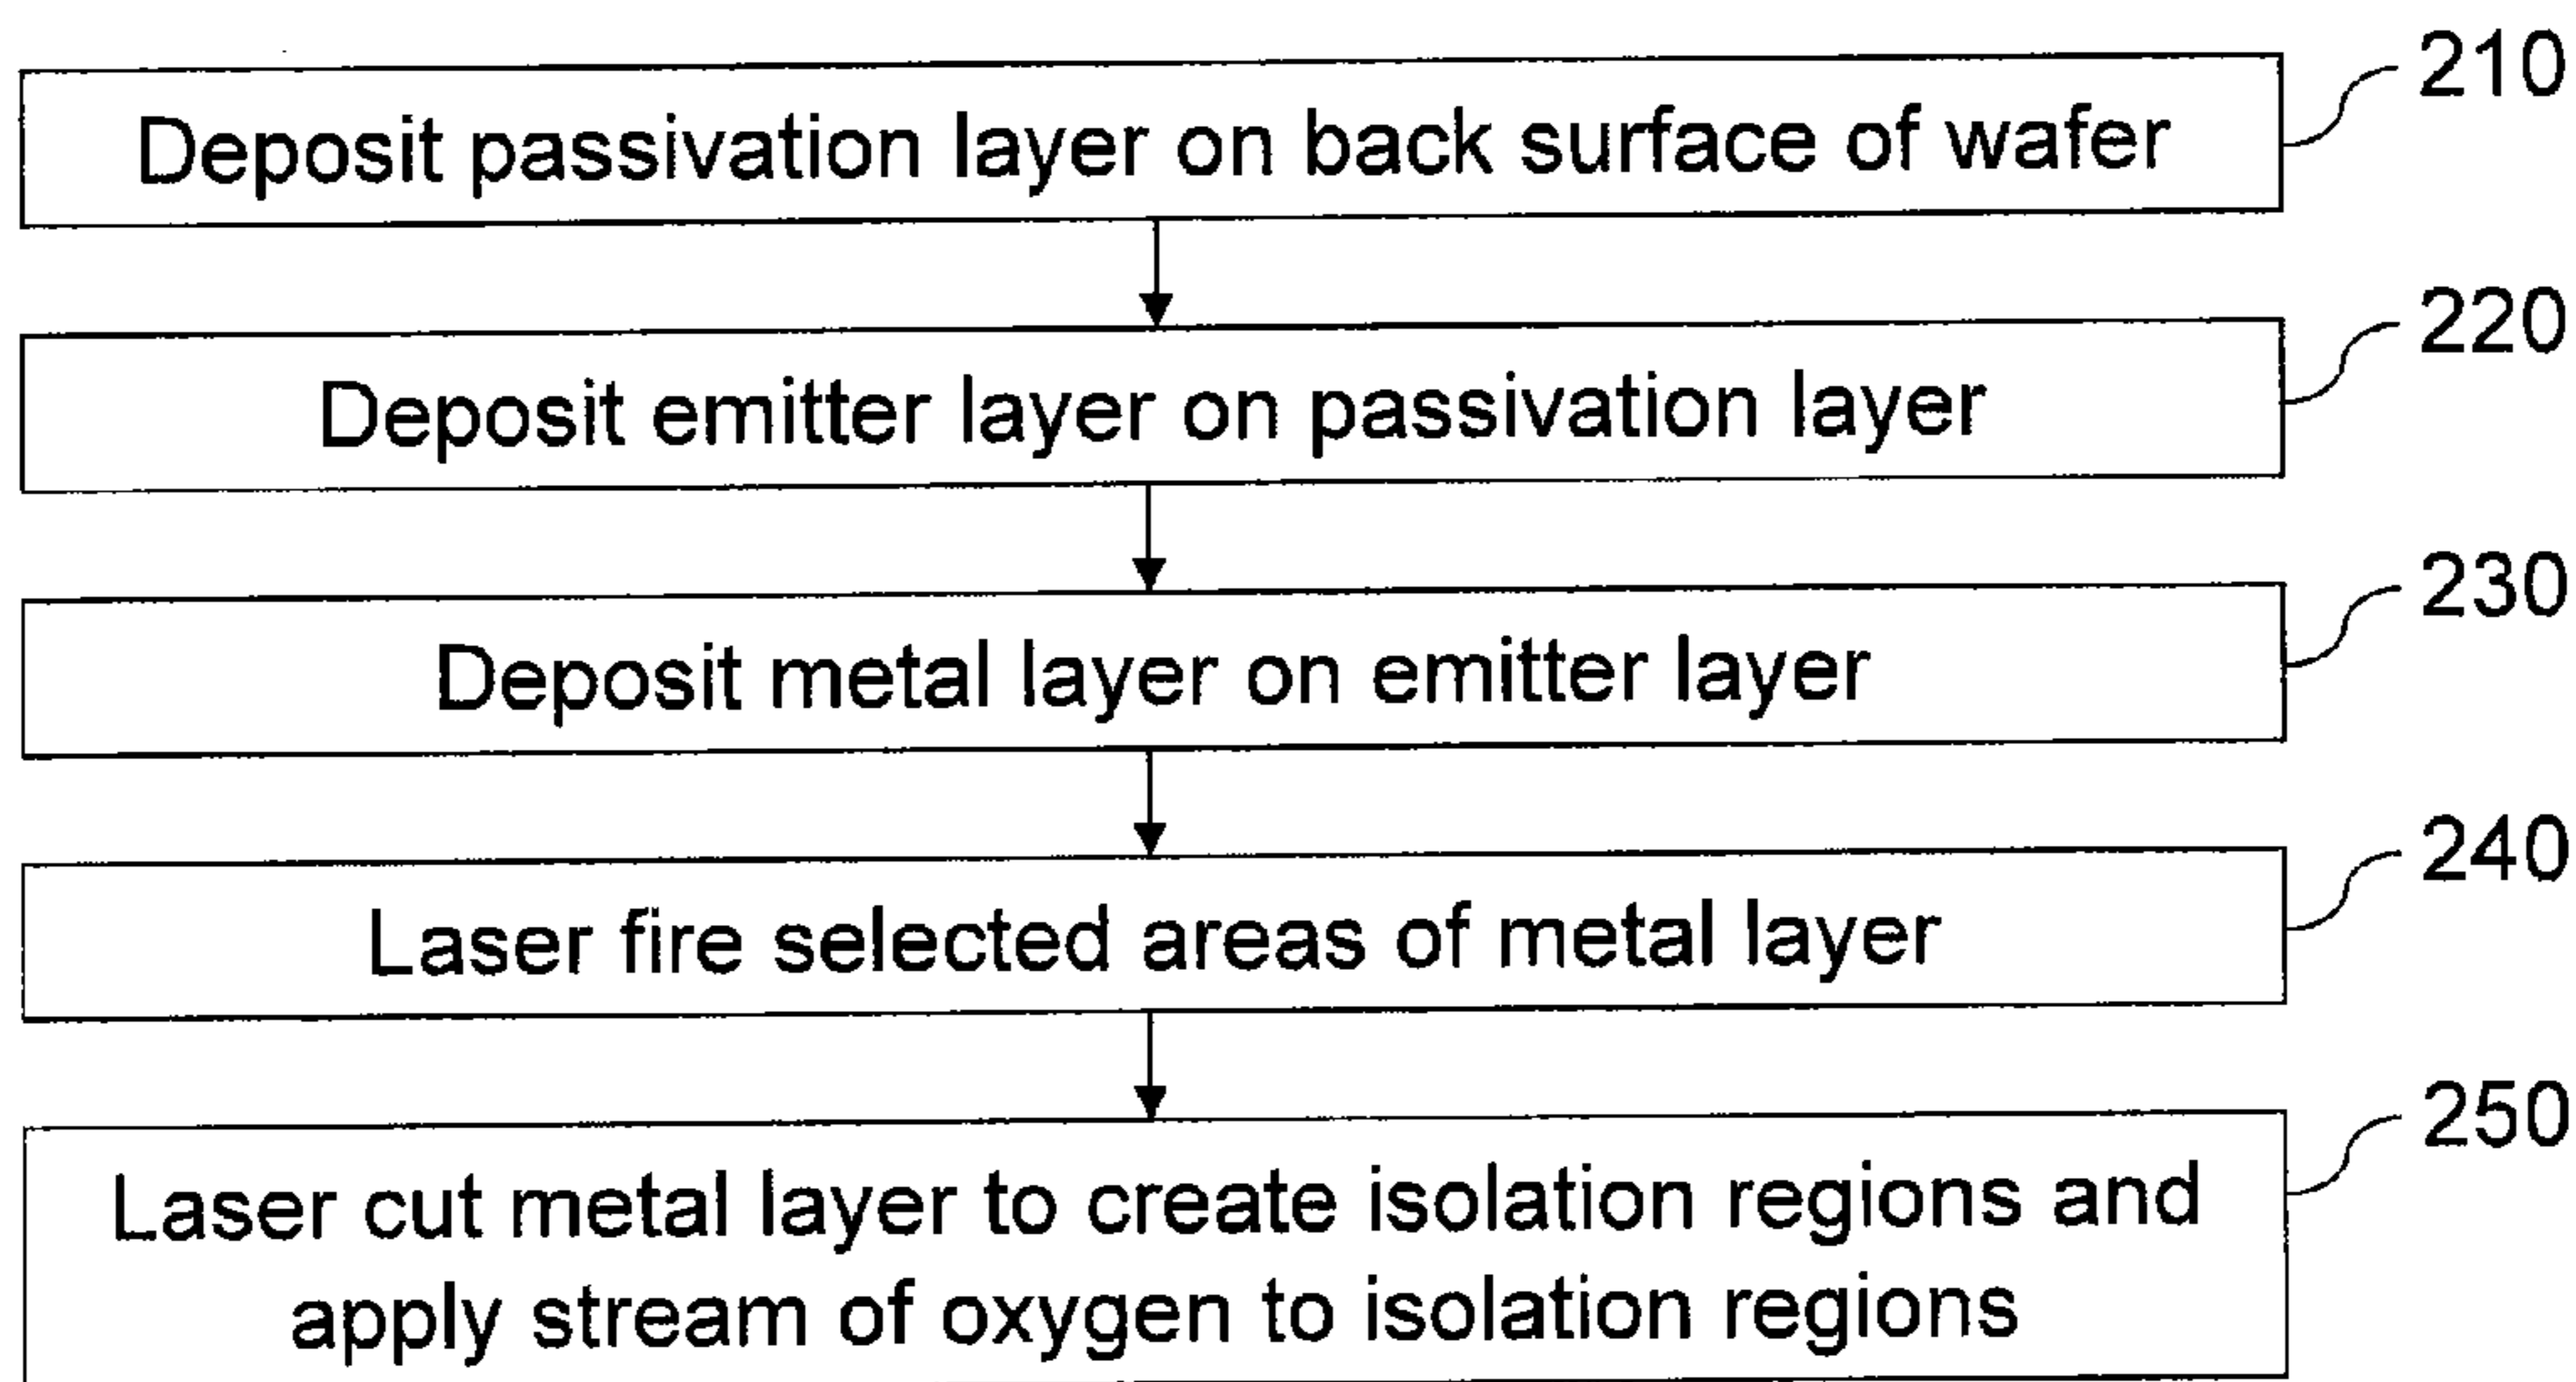 Deposit passivation layer on back surface of wafer
210
Deposit emitter layer on passivation layer
220
Deposit metal layer on emitter layer
230
Laser fire selected areas of metal layer
240
Laser cut metal layer to create isolation regions and
apply stream of oxygen to isolation regions
250